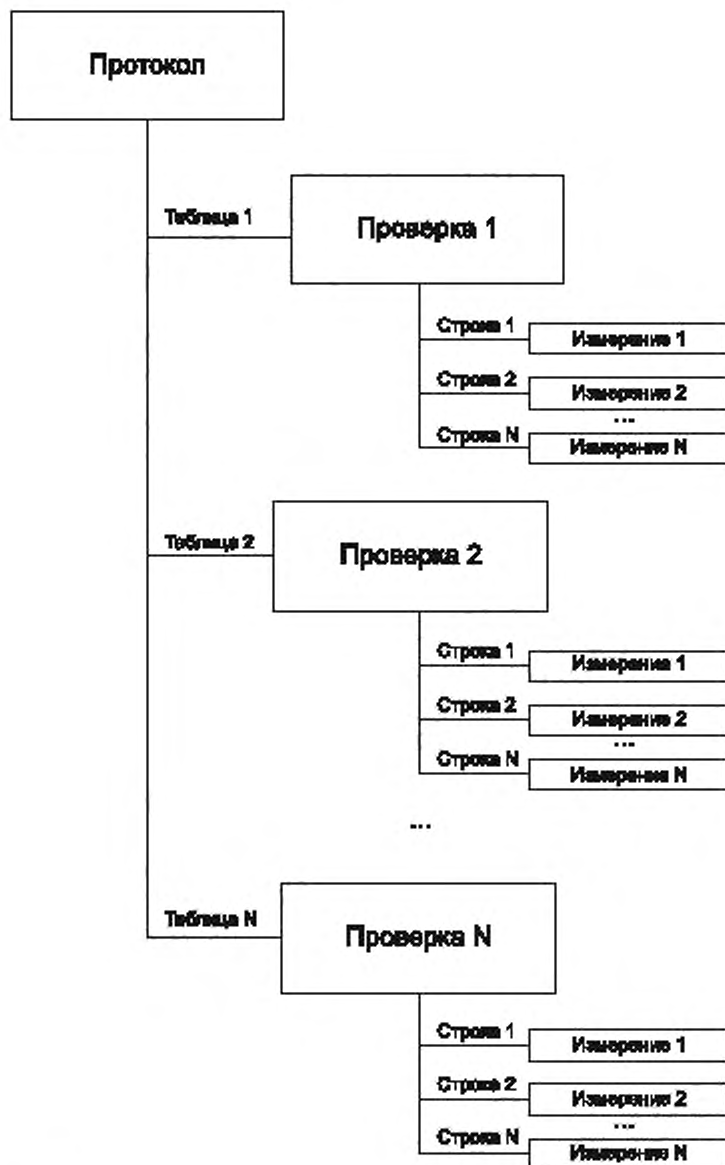 Протокол
Таблица 1
Проверка 1
Строка 1
Измерение 1
Строка 2
Измерение 2
...
Строка N
Измерение N
Таблица 2
Проверка 2
Строка 1
Измерение 1
Строка 2
Измерение 2
...
Строка N
Измерение N
...
Таблица N
Проверка N
Строка 1
Измерение 1
Строка 2
Измерение 2
...
Строка N
Измерение N